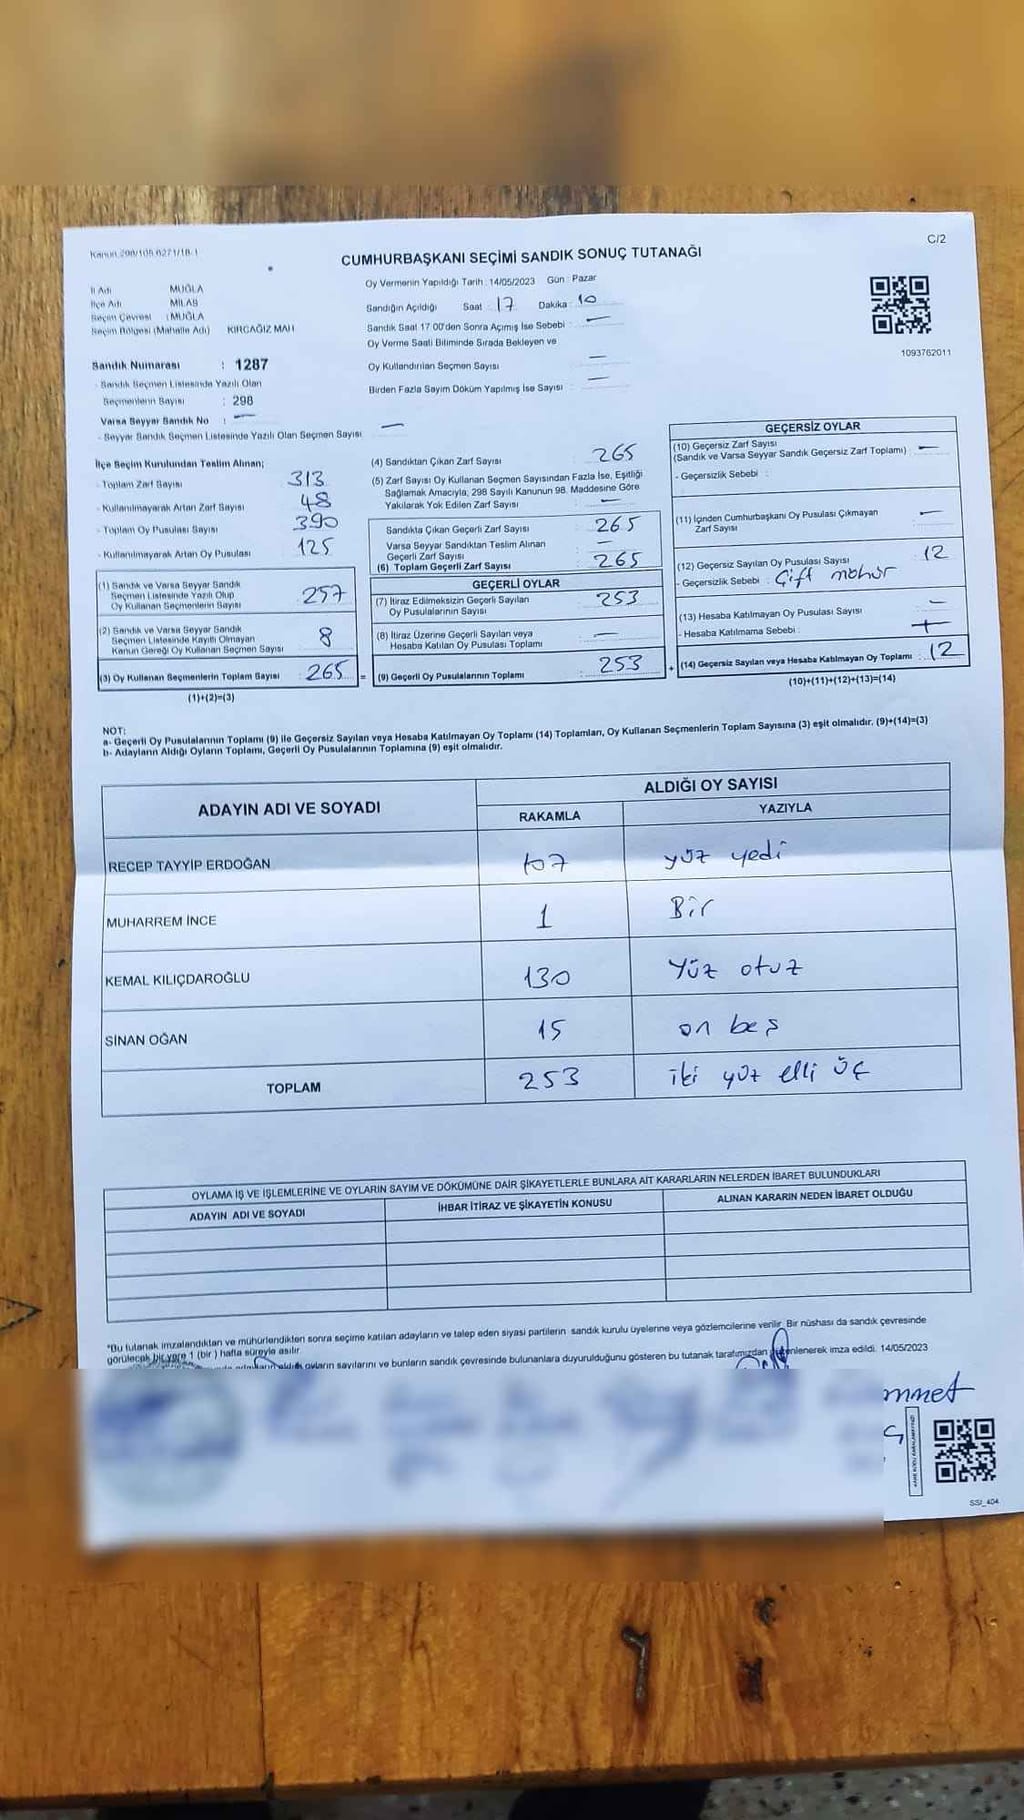 Kanun 298/105 6271/18-1
C/2
CUMHURBAŞKANI SEÇİMİ SANDIK SONUÇ TUTANAĞI
İl Adı MUĞLA
İlçe Adı MİLAS
Seçim Çevresi : MUĞLA
Seçim Bölgesi (Mahalle Adı) KIRCAĞIZ MAH
Sandık Numarası : 1287
- Sandık Seçmen Listesinde Yazılı Olan
Seçmenlerin Sayısı : 298
Varsa Seyyar Sandık No : —
- Seyyar Sandık Seçmen Listesinde Yazılı Olan Seçmen Sayısı —
Oy Vermenin Yapıldığı Tarih : 14/05/2023 Gün : Pazar
Sandığın Açıldığı Saat : 17 Dakika : 10
Sandık Saat 17 00'den Sonra Açımış İse Sebebi : —
Oy Verme Saati Bitiminde Sırada Bekleyen ve
Oy Kullandırılan Seçmen Sayısı —
Birden Fazla Sayım Döküm Yapılmış İse Sayısı —
1093762011
İlçe Seçim Kurulundan Teslim Alınan;
- Toplam Zarf Sayısı 313
- Kullanılmayarak Artan Zarf Sayısı 48
- Toplam Oy Pusulası Sayısı 390
- Kullanılmayarak Artan Oy Pusulası 125
(1) Sandık ve Varsa Seyyar Sandık
Seçmen Listesinde Yazılı Olup
Oy Kullanan Seçmenlerin Sayısı 257
(2) Sandık ve Varsa Seyyar Sandık
Seçmen Listesinde Kayıtlı Olmayan
Kanun Gereği Oy Kullanan Seçmen Sayısı 8
(3) Oy Kullanan Seçmenlerin Toplam Sayısı : 265 =
(1)+(2)=(3)
(4) Sandıktan Çıkan Zarf Sayısı : 265
(5) Zarf Sayısı Oy Kullanan Seçmen Sayısından Fazla İse, Eşitliği
Sağlamak Amacıyla, 298 Sayılı Kanunun 98. Maddesine Göre
Yakılarak Yok Edilen Zarf Sayısı : —
Sandıkta Çıkan Geçerli Zarf Sayısı : 265
Varsa Seyyar Sandıktan Teslim Alınan
Geçerli Zarf Sayısı —
(6) Toplam Geçerli Zarf Sayısı : 265
GEÇERLİ OYLAR
(7) İtiraz Edilmeksizin Geçerli Sayılan
Oy Pusulalarının Sayısı : 253
(8) İtiraz Üzerine Geçerli Sayılan veya
Hesaba Katılan Oy Pusulası Toplamı : —
(9) Geçerli Oy Pusulalarının Toplamı : 253 +
GEÇERSİZ OYLAR
(10) Geçersiz Zarf Sayısı
(Sandık ve Varsa Seyyar Sandık Geçersiz Zarf Toplamı) : —
- Geçersizlik Sebebi :
(11) İçinden Cumhurbaşkanı Oy Pusulası Çıkmayan
Zarf Sayısı —
(12) Geçersiz Sayılan Oy Pusulası Sayısı : 12
- Geçersizlik Sebebi : Çift mühür
(13) Hesaba Katılmayan Oy Pusulası Sayısı : —
- Hesaba Katılmama Sebebi :
(14) Geçersiz Sayılan veya Hesaba Katılmayan Oy Toplamı : 12
(10)+(11)+(12)+(13)=(14)
NOT:
a- Geçerli Oy Pusulalarının Toplamı (9) ile Geçersiz Sayılan veya Hesaba Katılmayan Oy Toplamı (14) Toplamları, Oy Kullanan Seçmenlerin Toplam Sayısına (3) eşit olmalıdır. (9)+(14)=(3)
b- Adayların Aldığı Oyların Toplamı, Geçerli Oy Pusulalarının Toplamına (9) eşit olmalıdır.
ADAYIN ADI VE SOYADI
ALDIĞI OY SAYISI
RAKAMLA YAZIYLA
RECEP TAYYİP ERDOĞAN 107 yüz yedi
MUHARREM İNCE 1 Bir
KEMAL KILIÇDAROĞLU 130 Yüz otuz
SİNAN OĞAN 15 on beş
TOPLAM 253 iki yüz elli üç
OYLAMA İŞ VE İŞLEMLERİNE VE OYLARIN SAYIM VE DÖKÜMÜNE DAİR ŞİKAYETLERLE BUNLARA AİT KARARLARIN NELERDEN İBARET BULUNDUKLARI
ADAYIN ADI VE SOYADI İHBAR İTİRAZ VE ŞİKAYETİN KONUSU ALINAN KARARIN NEDEN İBARET OLDUĞU
"Bu tutanak imzalandıktan ve mühürlendikten sonra seçime katılan adayların ve talep eden siyasi partilerin sandık kurulu üyelerine veya gözlemcilerine verilir. Bir nüshası da sandık çevresinde
görülecek bir yere 1 (bir ) hafta süreyle asılır.
aldığı oyların sayılarını ve bunların sandık çevresinde bulunanlara duyurulduğunu gösteren bu tutanak tarafımızdan düzenlenerek imza edildi. 14/05/2023
SSI_404